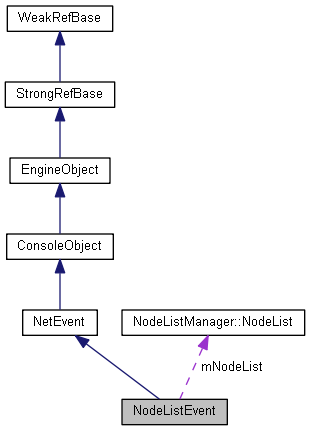 WeakRefBase
StrongRefBase
EngineObject
ConsoleObject
NetEvent
NodeListManager::NodeList
mNodeList
NodeListEvent